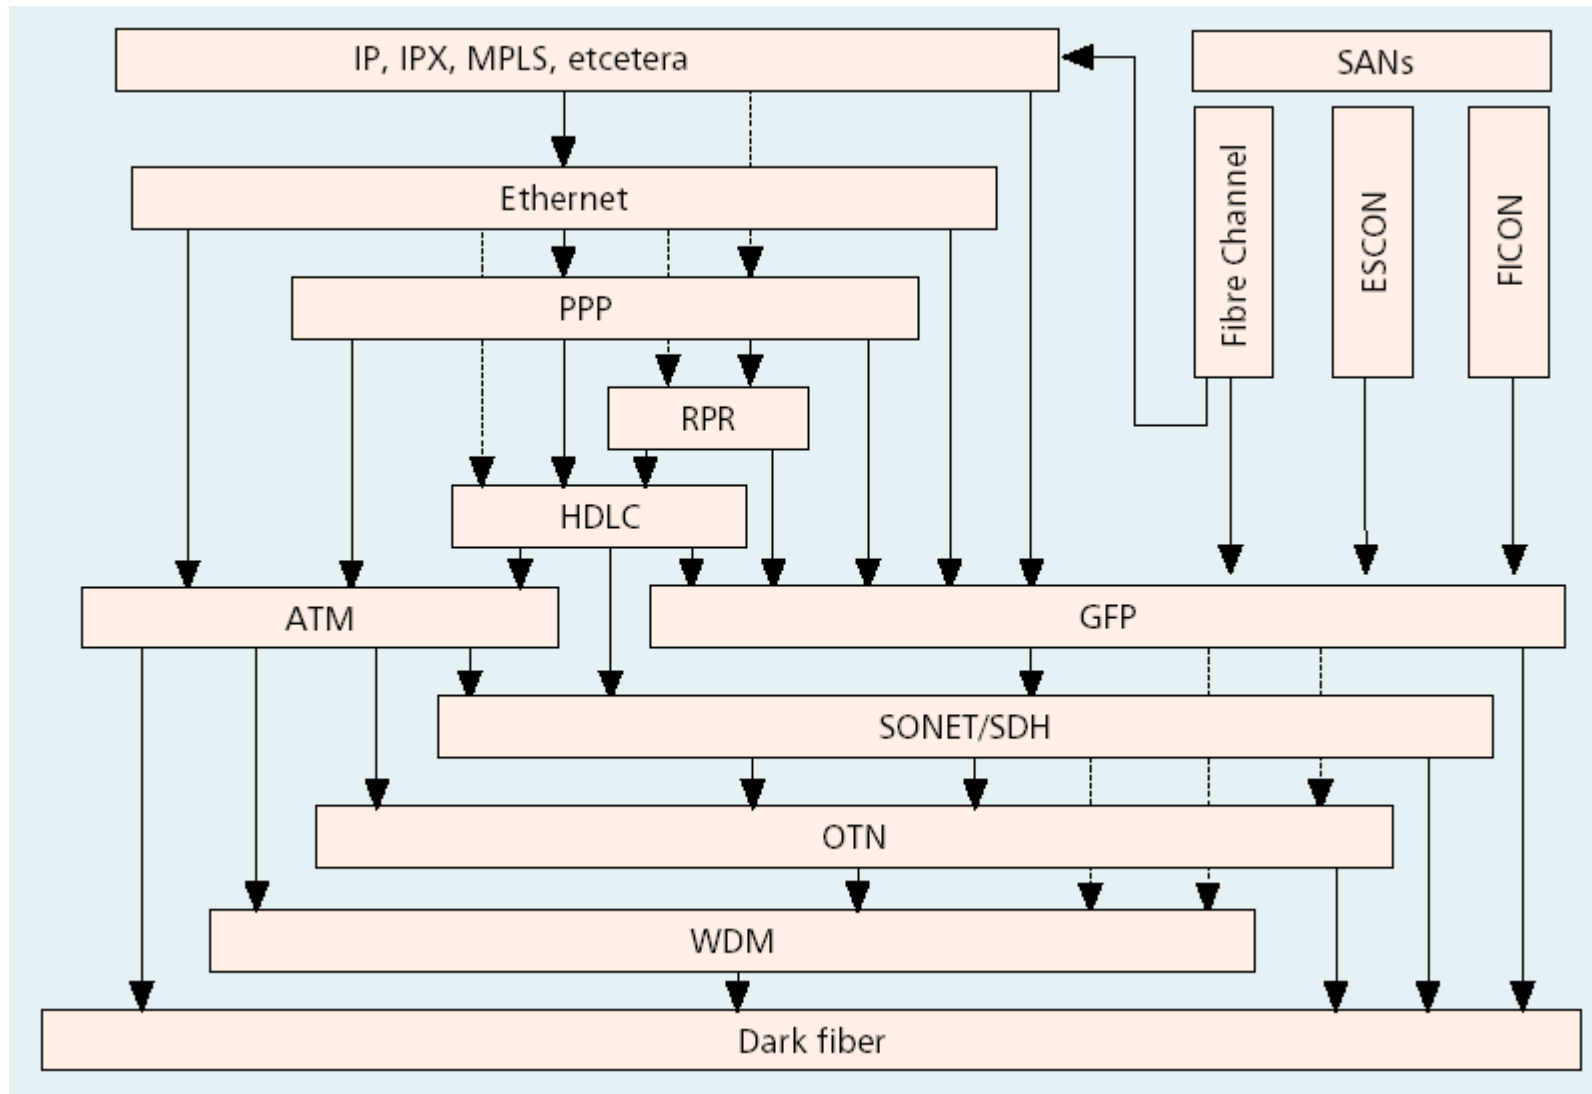 IP, IPX, MPLS, etcetera
SANs
Ethernet
Fibre Channel
ESCON
FICON
PPP
RPR
HDLC
ATM
GFP
SONET/SDH
OTN
WDM
Dark fiber